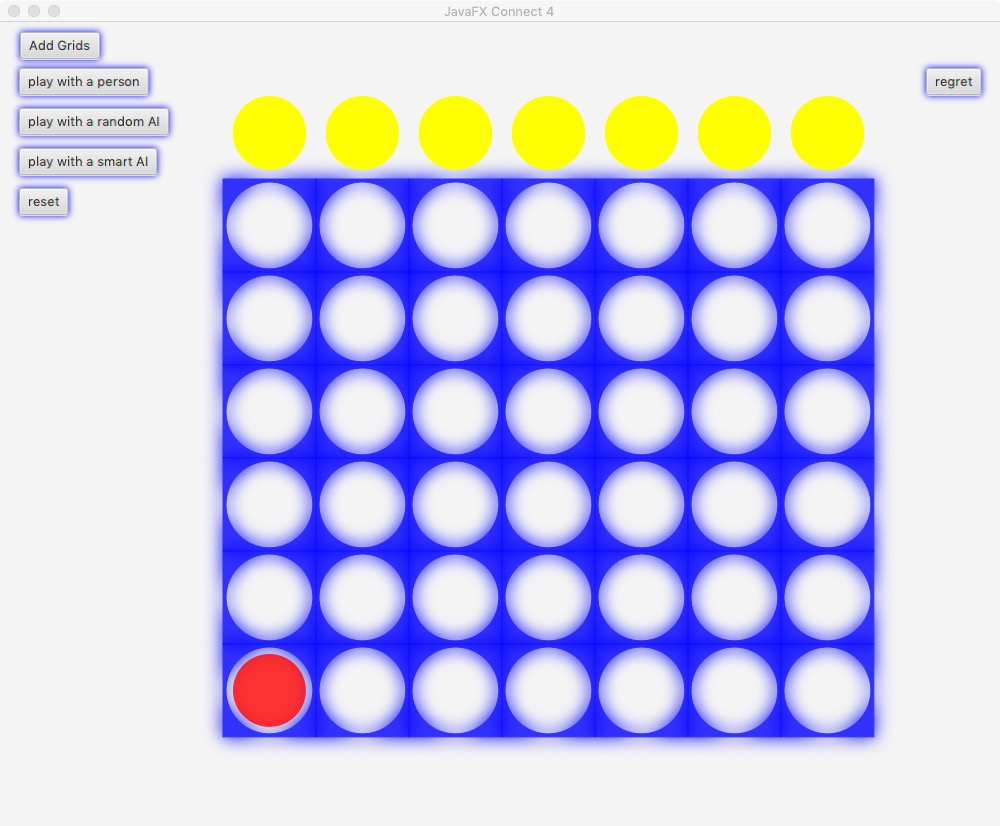 JavaFX Connect 4
Add Grids
play with a person
regret
play with a random AI
play with a smart AI
reset